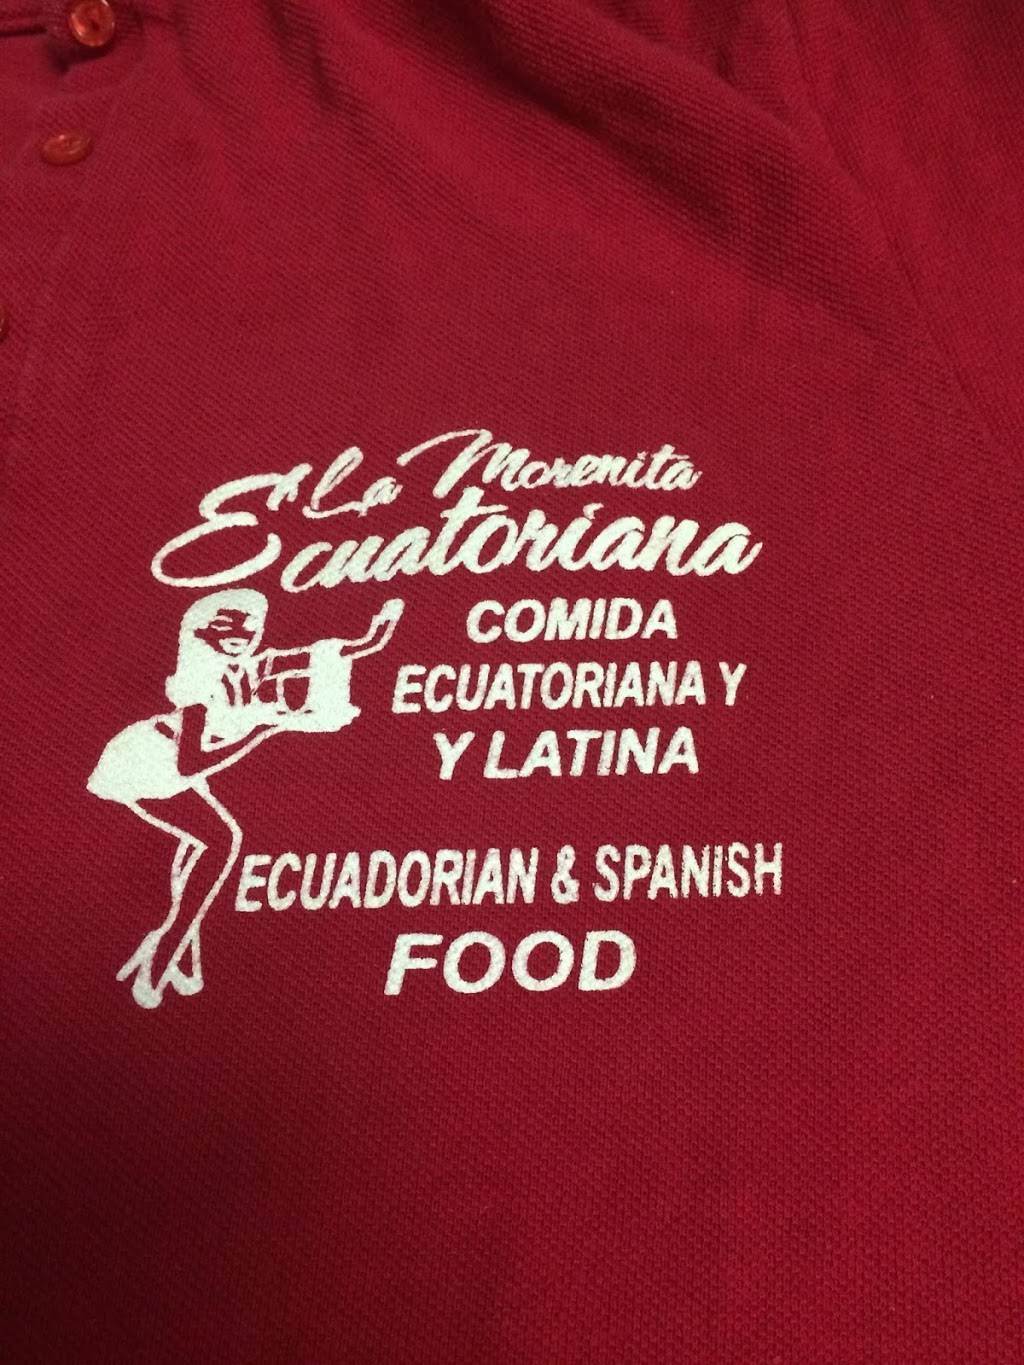 La Morenita
Ecuatoriana
COMIDA
ECUATORIANA Y
Y LATINA
ECUADORIAN & SPANISH
FOOD